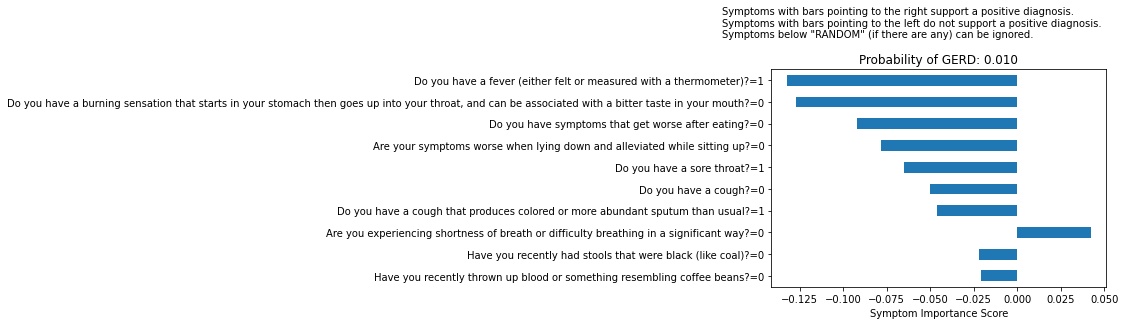 Symptoms with bars pointing to the right support a positive diagnosis.
Symptoms with bars pointing to the left do not support a positive diagnosis.
Symptoms below "RANDOM" (if there are any) can be ignored.
Probability of GERD: 0.010
Do you have a fever (either felt or measured with a thermometer)?=1
Do you have a burning sensation that starts in your stomach then goes up into your throat, and can be associated with a bitter taste in your mouth?=0
Do you have symptoms that get worse after eating?=0
Are your symptoms worse when lying down and alleviated while sitting up?=0
Do you have a sore throat?=1
Do you have a cough?=0
Do you have a cough that produces colored or more abundant sputum than usual?=1
Are you experiencing shortness of breath or difficulty breathing in a significant way?=0
Have you recently had stools that were black (like coal)?=0
Have you recently thrown up blood or something resembling coffee beans?=0
−0.125 −0.100 −0.075 −0.050 −0.025 0.000 0.025 0.050
Symptom Importance Score